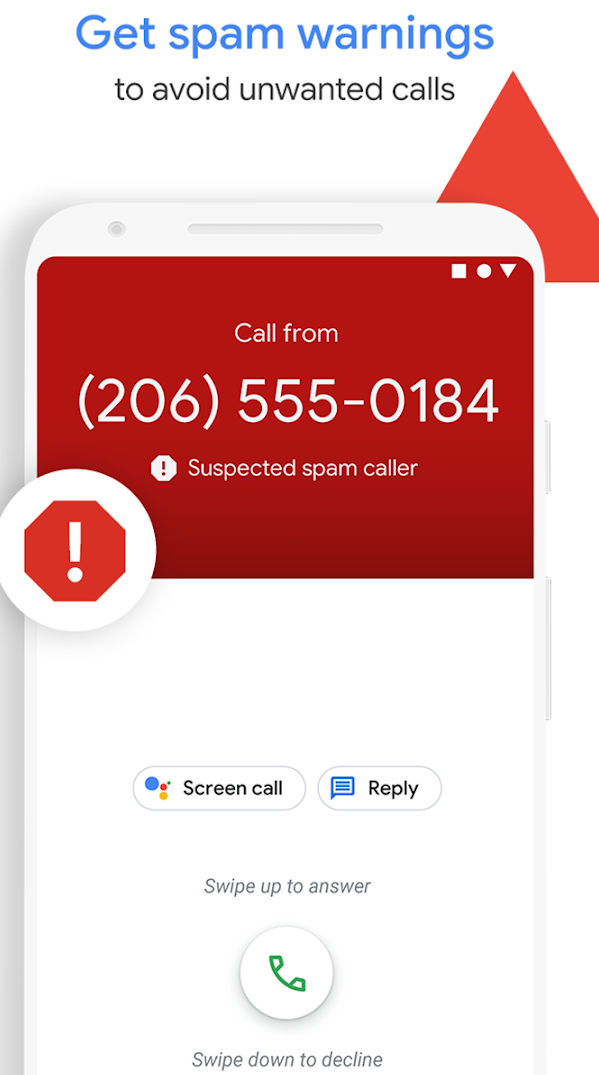 Get spam warnings
to avoid unwanted calls
Call from
(206) 555-0184
Suspected spam caller
Screen call
Reply
Swipe up to answer
Swipe down to decline